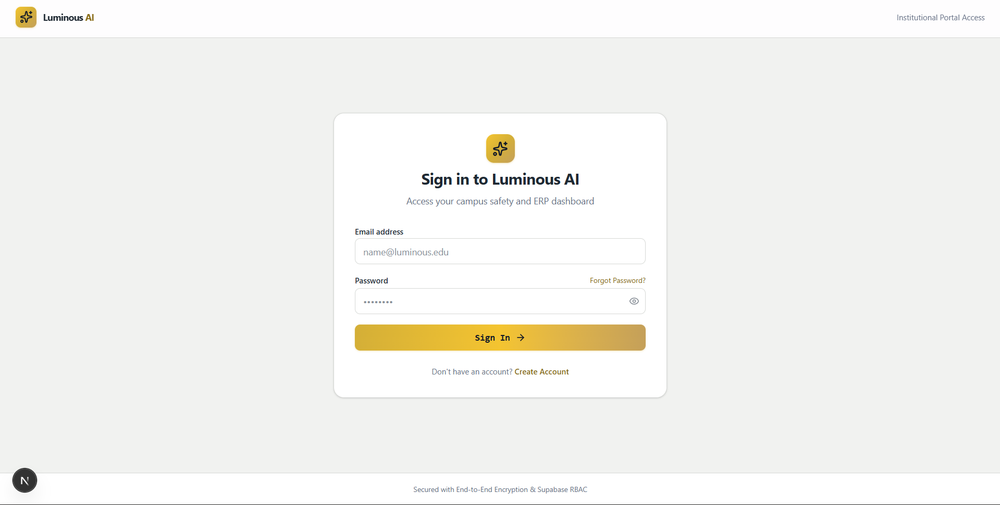 Luminous AI
Institutional Portal Access
Sign in to Luminous AI
Access your campus safety and ERP dashboard
Email address
name@luminous.edu
Password
Forgot Password?
••••••••
Sign In →
Don't have an account? Create Account
N
Secured with End-to-End Encryption & Supabase RBAC